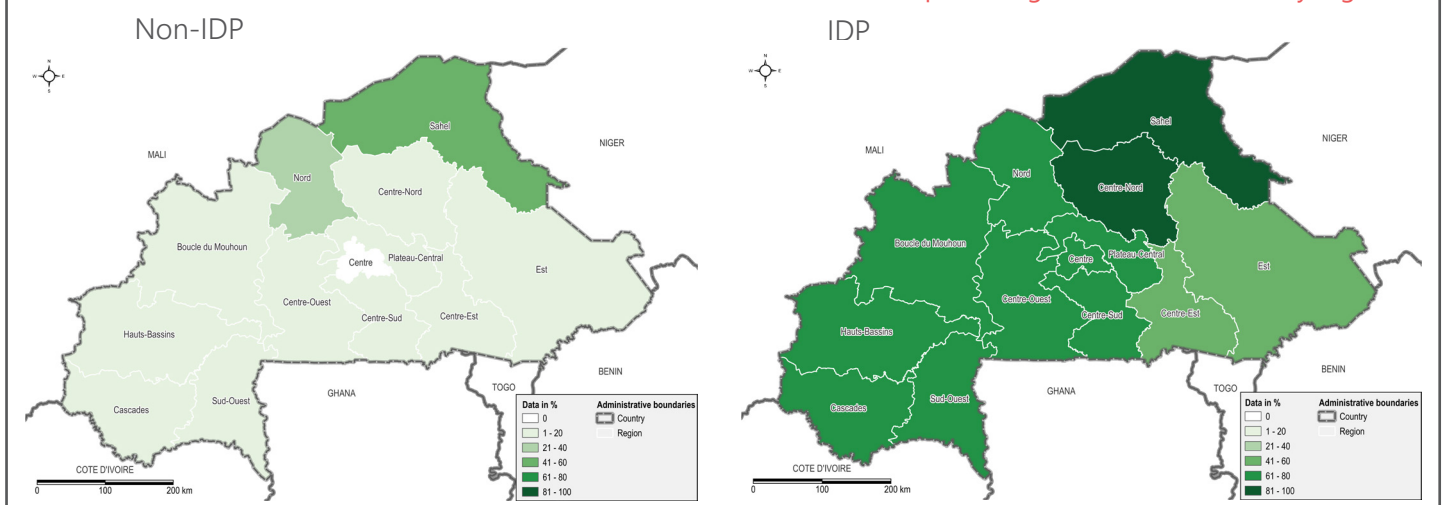 Non-IDP
IDP
N
W E
S
MALI
NIGER
Sahel
Nord
Centre-Nord
Boucle du Mouhoun
Centre
Plateau-Central
Est
Centre-Ouest
Centre-Sud
Centre-Est
Hauts-Bassins
Cascades
Sud-Ouest
GHANA
TOGO
BENIN
COTE D'IVOIRE
0 100 200 km
Data in % Administrative boundaries
0 Country
1 - 20 Region
21 - 40
41 - 60
61 - 80
81 - 100
N
W E
S
MALI
NIGER
Sahel
Nord
Centre-Nord
Boucle du Mouhoun
Centre
Plateau-Central
Est
Centre-Ouest
Centre-Sud
Centre-Est
Hauts-Bassins
Cascades
Sud-Ouest
GHANA
TOGO
BENIN
COTE D'IVOIRE
0 100 200 km
Data in % Administrative boundaries
0 Country
1 - 20 Region
21 - 40
41 - 60
61 - 80
81 - 100